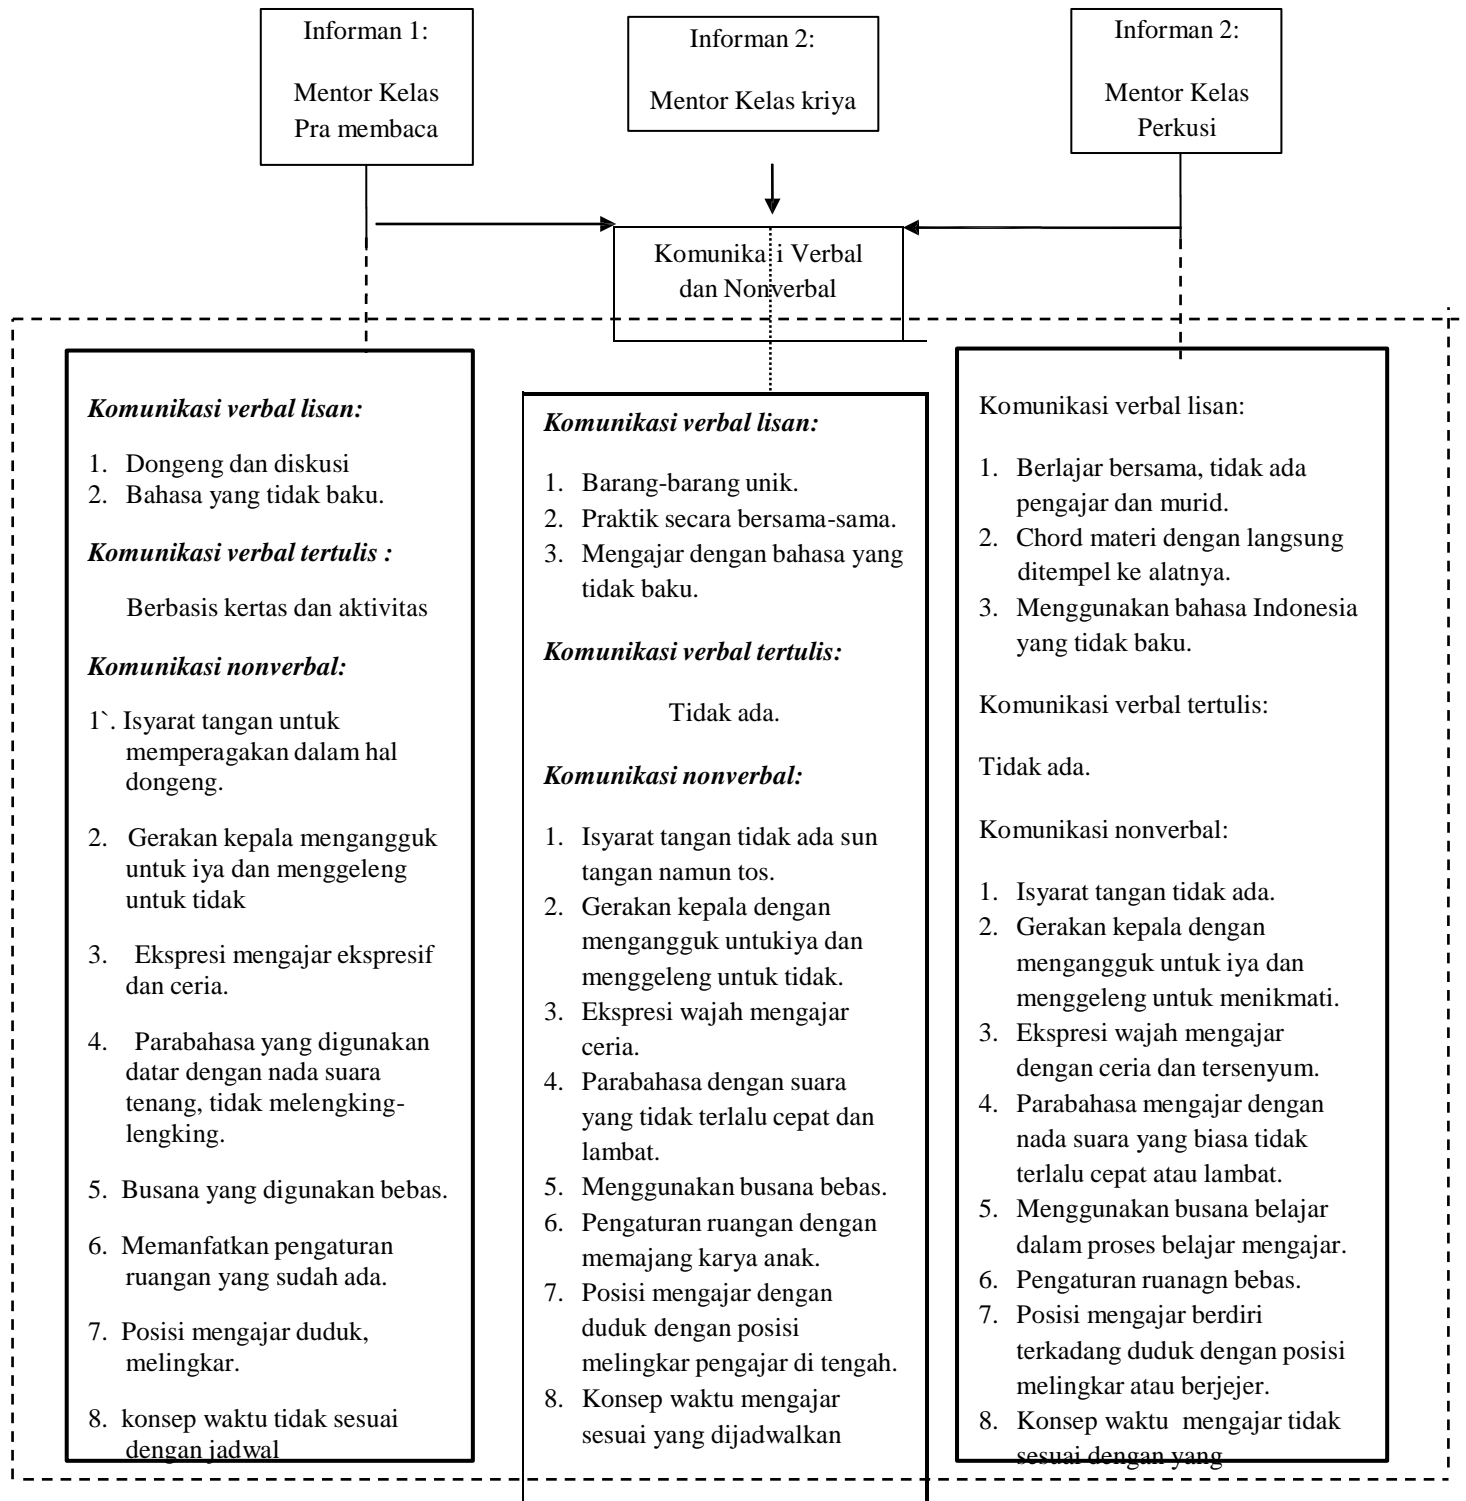 Informan 1:
Mentor Kelas
Pra membaca
Informan 2:
Mentor Kelas kriya
Informan 2:
Mentor Kelas
Perkusi
Komunika i Verbal
dan Nonverbal
Komunikasi verbal lisan:
1. Dongeng dan diskusi
2. Bahasa yang tidak baku.
Komunikasi verbal tertulis :
Berbasis kertas dan aktivitas
Komunikasi nonverbal:
1`. Isyarat tangan untuk
memperagakan dalam hal
dongeng.
2. Gerakan kepala mengangguk
untuk iya dan menggeleng
untuk tidak
3. Ekspresi mengajar ekspresif
dan ceria.
4. Parabahasa yang digunakan
datar dengan nada suara
tenang, tidak melengking-
lengking.
5. Busana yang digunakan bebas.
6. Memanfatkan pengaturan
ruangan yang sudah ada.
7. Posisi mengajar duduk,
melingkar.
8. konsep waktu tidak sesuai
dengan jadwal
Komunikasi verbal lisan:
1. Barang-barang unik.
2. Praktik secara bersama-sama.
3. Mengajar dengan bahasa yang
tidak baku.
Komunikasi verbal tertulis:
Tidak ada.
Komunikasi nonverbal:
1. Isyarat tangan tidak ada sun
tangan namun tos.
2. Gerakan kepala dengan
mengangguk untukiya dan
menggeleng untuk tidak.
3. Ekspresi wajah mengajar
ceria.
4. Parabahasa dengan suara
yang tidak terlalu cepat dan
lambat.
5. Menggunakan busana bebas.
6. Pengaturan ruangan dengan
memajang karya anak.
7. Posisi mengajar dengan
duduk dengan posisi
melingkar pengajar di tengah.
8. Konsep waktu mengajar
sesuai yang dijadwalkan
Komunikasi verbal lisan:
1. Berlajar bersama, tidak ada
pengajar dan murid.
2. Chord materi dengan langsung
ditempel ke alatnya.
3. Menggunakan bahasa Indonesia
yang tidak baku.
Komunikasi verbal tertulis:
Tidak ada.
Komunikasi nonverbal:
1. Isyarat tangan tidak ada.
2. Gerakan kepala dengan
mengangguk untuk iya dan
menggeleng untuk menikmati.
3. Ekspresi wajah mengajar
dengan ceria dan tersenyum.
4. Parabahasa mengajar dengan
nada suara yang biasa tidak
terlalu cepat atau lambat.
5. Menggunakan busana belajar
dalam proses belajar mengajar.
6. Pengaturan ruanagn bebas.
7. Posisi mengajar berdiri
terkadang duduk dengan posisi
melingkar atau berjejer.
8. Konsep waktu mengajar tidak
sesuai dengan yang